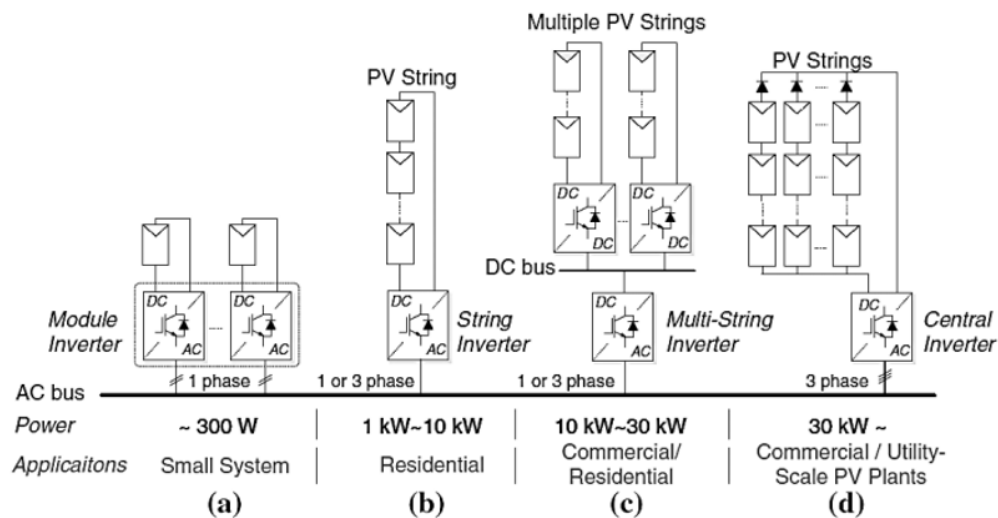 Multiple PV Strings
PV String
PV Strings
DC
DC
DC
DC
DC bus
Module
Inverter
DC
AC
DC
AC
DC
AC
String
Inverter
DC
AC
Multi-String
Inverter
DC
AC
Central
Inverter
AC bus
1 phase
1 or 3 phase
1 or 3 phase
3 phase
Power ~ 300 W 1 kW~10 kW 10 kW~30 kW 30 kW ~
Applicaitons Small System Residential Commercial/ Residential Commercial / Utility-Scale PV Plants
(a) (b) (c) (d)